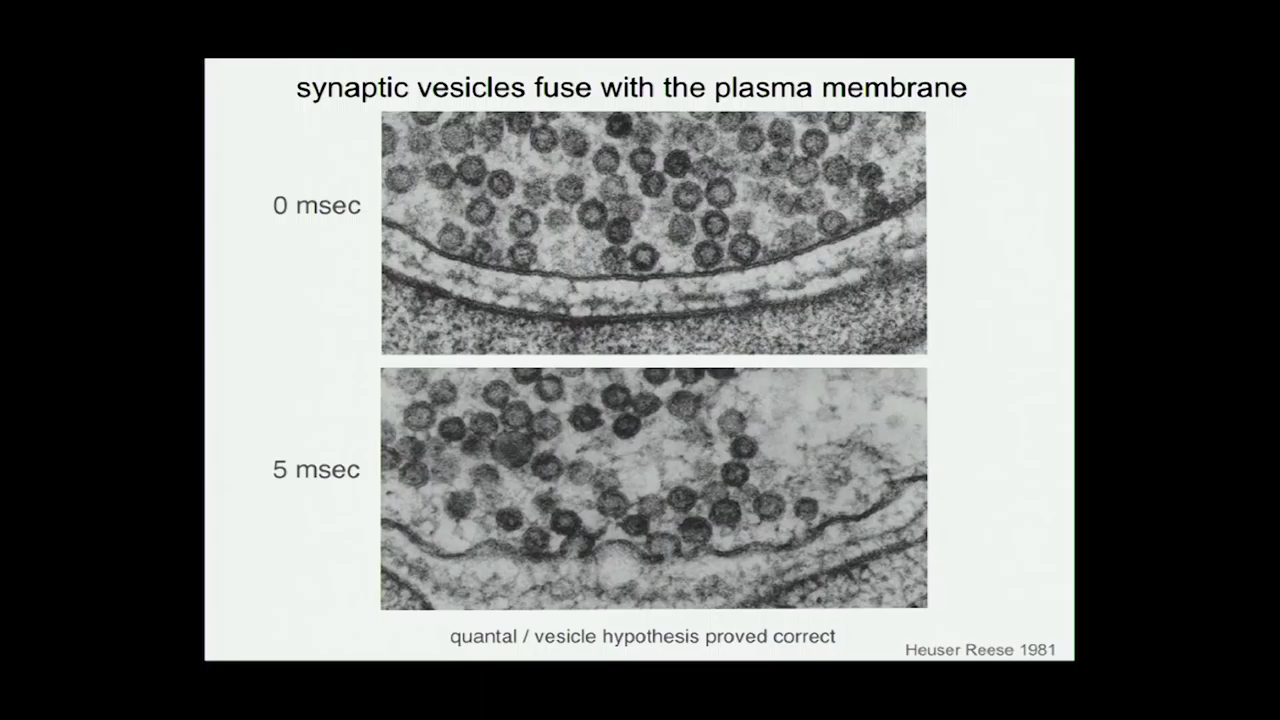 synaptic vesicles fuse with the plasma membrane
0 msec
5 msec
quantal / vesicle hypothesis proved correct
Heuser Reese 1981